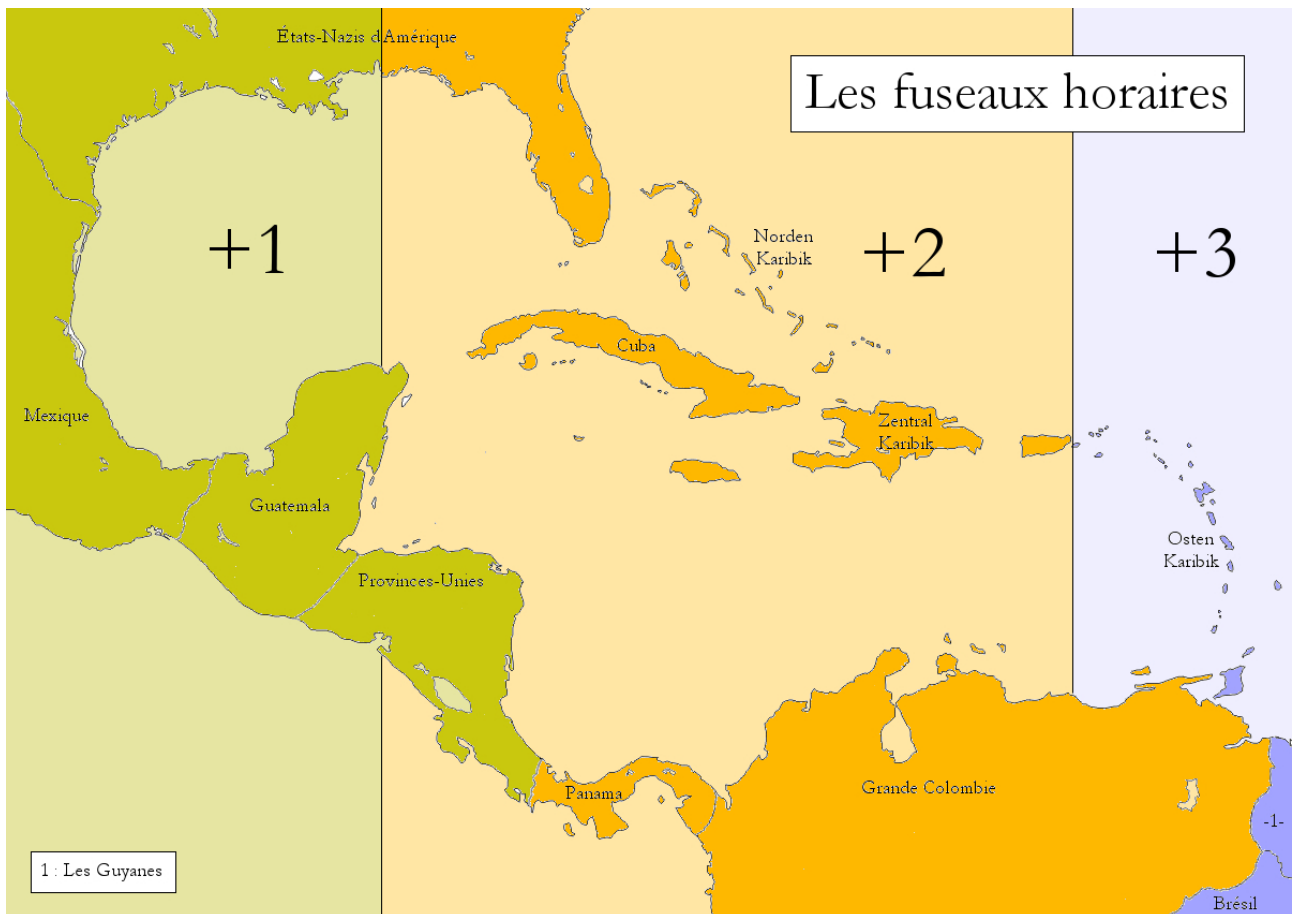 États-Nazis d'Amérique
Les fuseaux horaires
+1
Norden
Karibik
+2
+3
Cuba
Mexique
Zentral
Karibik
Guatemala
Osten
Karibik
Provinces-Unies
Panama
Grande Colombie
-1-
1 : Les Guyanes
Brésil